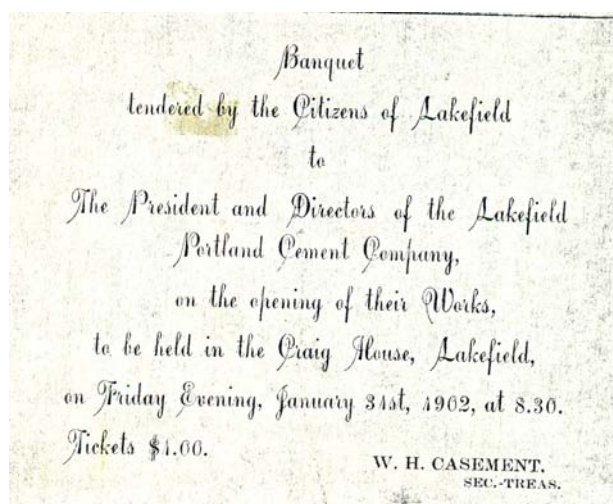 Banquet
tendered by the Citizens of Lakefield
to
The President and Directors of the Lakefield
Portland Cement Company,
on the opening of their Works,
to be held in the Craig House, Lakefield,
on Friday Evening, January 31st, 1902, at 8.30.
Tickets $1.00.
W. H. CASEMENT.
SEC.-TREAS.